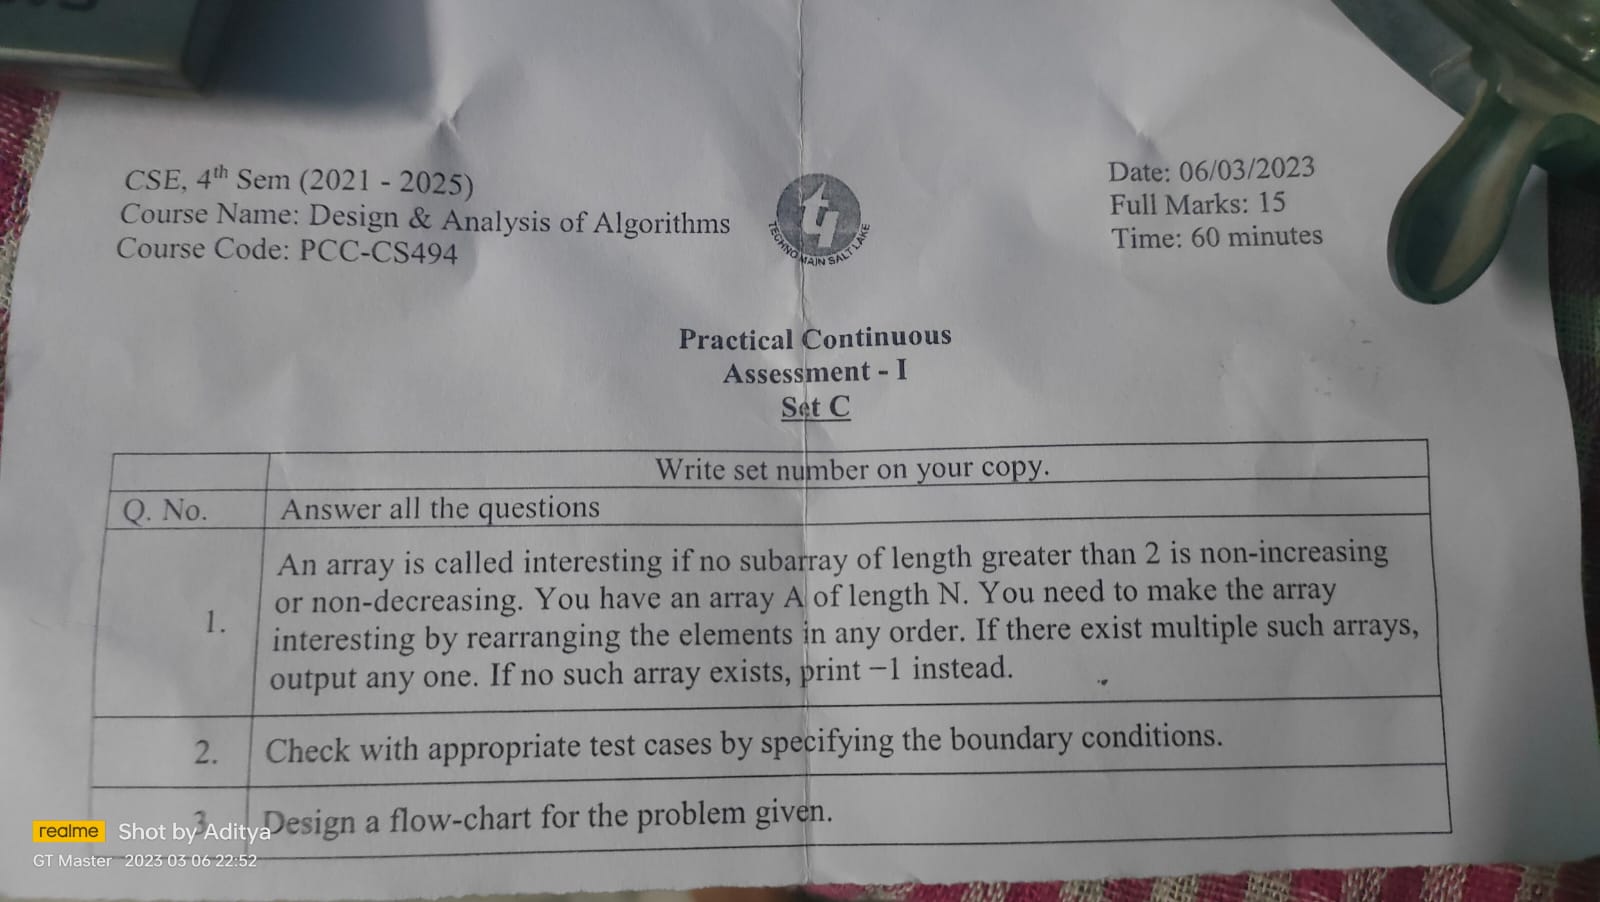 CSE, 4th Sem (2021 - 2025)
Course Name: Design & Analysis of Algorithms
Course Code: PCC-CS494
TECHNO MAIN SALT LAKE
Date: 06/03/2023
Full Marks: 15
Time: 60 minutes
Practical Continuous
Assessment - I
Set C
Write set number on your copy.
Q. No. Answer all the questions
1. An array is called interesting if no subarray of length greater than 2 is non-increasing
or non-decreasing. You have an array A of length N. You need to make the array
interesting by rearranging the elements in any order. If there exist multiple such arrays,
output any one. If no such array exists, print −1 instead.
2. Check with appropriate test cases by specifying the boundary conditions.
3. Design a flow-chart for the problem given.
realme Shot by Aditya
GT Master 2023 03 06 22:52